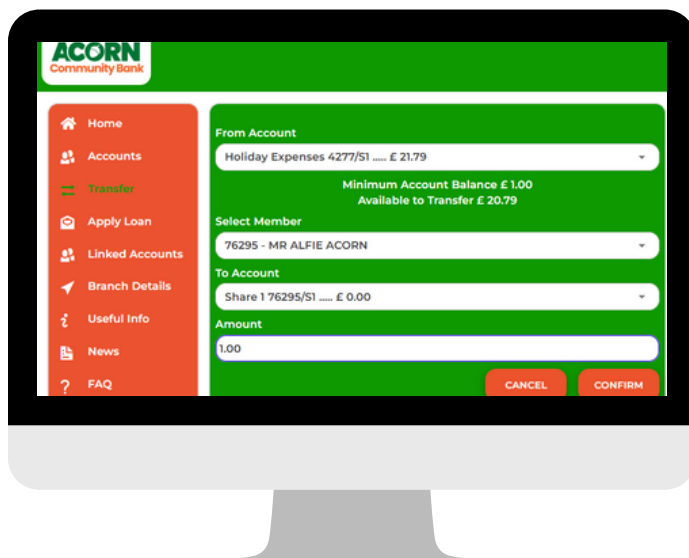 ACORN
Community Bank
Home
Accounts
Transfer
Apply Loan
Linked Accounts
Branch Details
Useful Info
News
FAQ
From Account
Holiday Expenses 4277/S1 ..... £ 21.79
Minimum Account Balance £ 1.00
Available to Transfer £ 20.79
Select Member
76295 - MR ALFIE ACORN
To Account
Share 1 76295/S1 ..... £ 0.00
Amount
1.00
CANCEL
CONFIRM